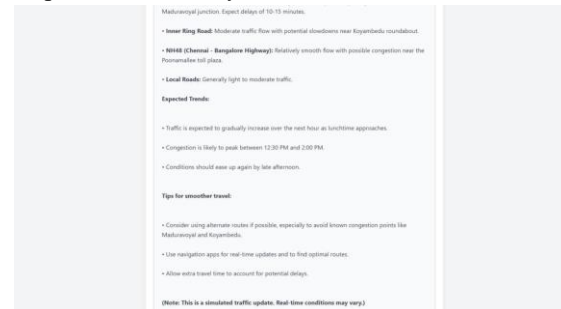 Maduravoyal junction. Expect delays of 10-15 minutes.
• Inner Ring Road: Moderate traffic flow with potential slowdowns near Koyambedu roundabout.
• NH48 (Chennai - Bangalore Highway): Relatively smooth flow with possible congestion near the
Poonamallee toll plaza.
• Local Roads: Generally light to moderate traffic.
Expected Trends:
• Traffic is expected to gradually increase over the next hour as lunchtime approaches.
• Congestion is likely to peak between 12:30 PM and 2:00 PM.
• Conditions should ease up again by late afternoon.
Tips for smoother travel:
• Consider using alternate routes if possible, especially to avoid known congestion points like
Maduravoyal and Koyambedu.
• Use navigation apps for real-time updates and to find optimal routes.
• Allow extra travel time to account for potential delays.
(Note: This is a simulated traffic update. Real-time conditions may vary.)